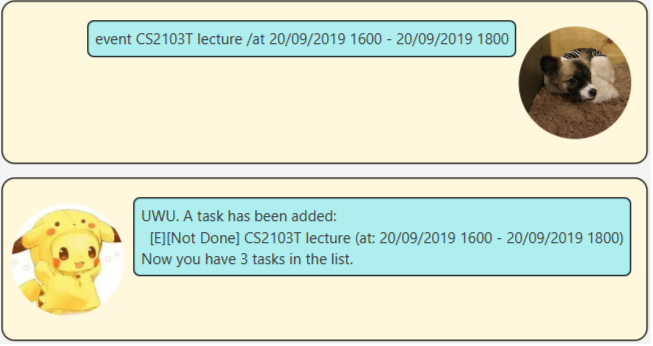 event CS2103T lecture /at 20/09/2019 1600 - 20/09/2019 1800
UWU. A task has been added:
[E][Not Done] CS2103T lecture (at: 20/09/2019 1600 - 20/09/2019 1800)
Now you have 3 tasks in the list.